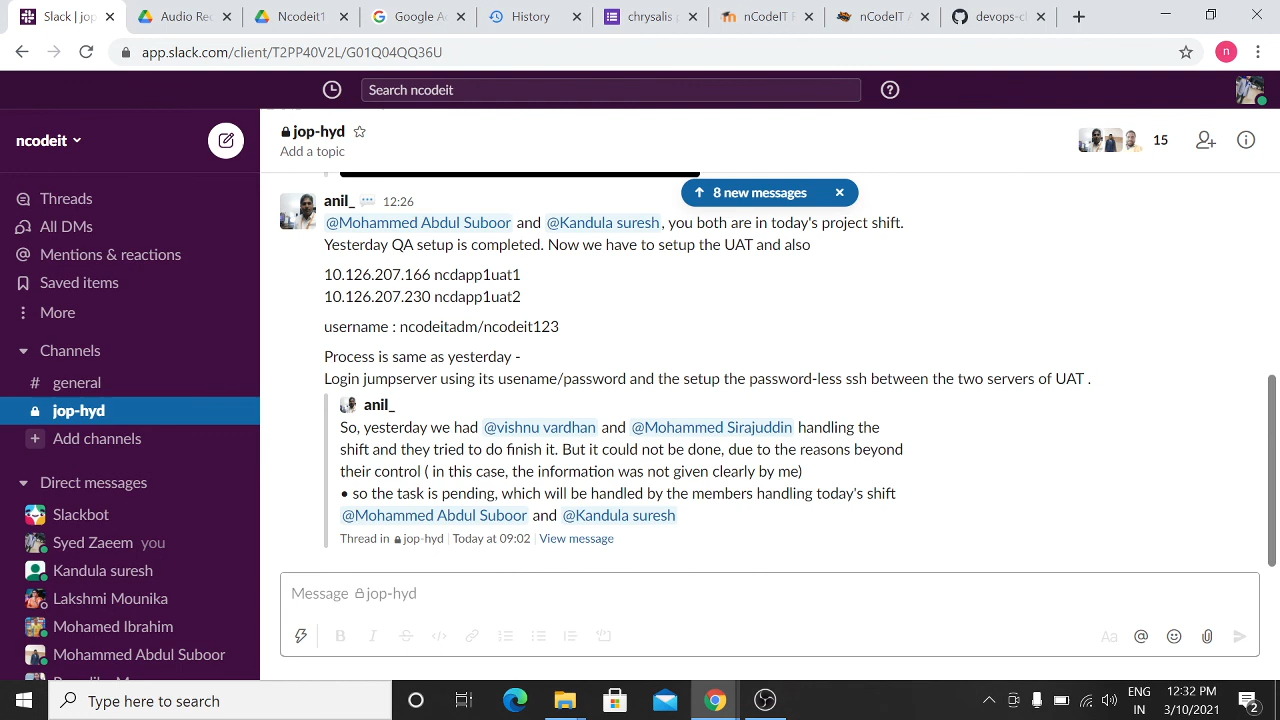 Slack | jop-
Audio Rec
Ncodeit1
Google A
History
chrysalis p
nCodeIT F
nCodeIT A
devops-cl
app.slack.com/client/T2PP40V2L/G01Q04QQ36U
n
Search ncodeit
ncodeit
jop-hyd
Add a topic
15
Threads
All DMs
Mentions & reactions
Saved items
More
Channels
# general
jop-hyd
+ Add channels
Direct messages
Slackbot
Syed Zaeem you
Kandula suresh
Lakshmi Mounika
Mohamed Ibrahim
Mohammed Abdul Suboor
8 new messages
anil_ 12:26
@Mohammed Abdul Suboor and @Kandula suresh, you both are in today's project shift.
Yesterday QA setup is completed. Now we have to setup the UAT and also
10.126.207.166 ncdapp1uat1
10.126.207.230 ncdapp1uat2
username : ncodeitadm/ncodeit123
Process is same as yesterday -
Login jumpserver using its usename/password and the setup the password-less ssh between the two servers of UAT .
anil_
So, yesterday we had @vishnu vardhan and @Mohammed Sirajuddin handling the
shift and they tried to do finish it. But it could not be done, due to the reasons beyond
their control ( in this case, the information was not given clearly by me)
• so the task is pending, which will be handled by the members handling today's shift
@Mohammed Abdul Suboor and @Kandula suresh
Thread in jop-hyd | Today at 09:02 | View message
Message jop-hyd
B I S Aa @
Type here to search
ENG
IN
12:32 PM
3/10/2021
2